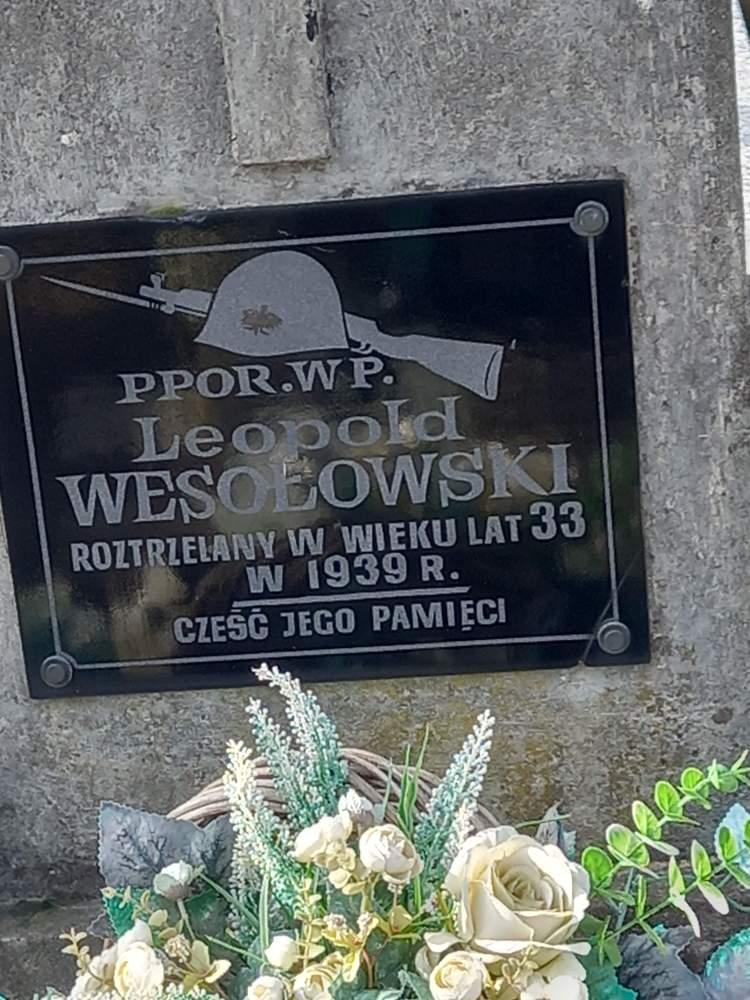 PPOR.W P.
Leopold
WESOŁOWSKI
ROZTRZELANY W WIEKU LAT 33
W 1939 R.
CZEŚĆ JEGO PAMIĘCI